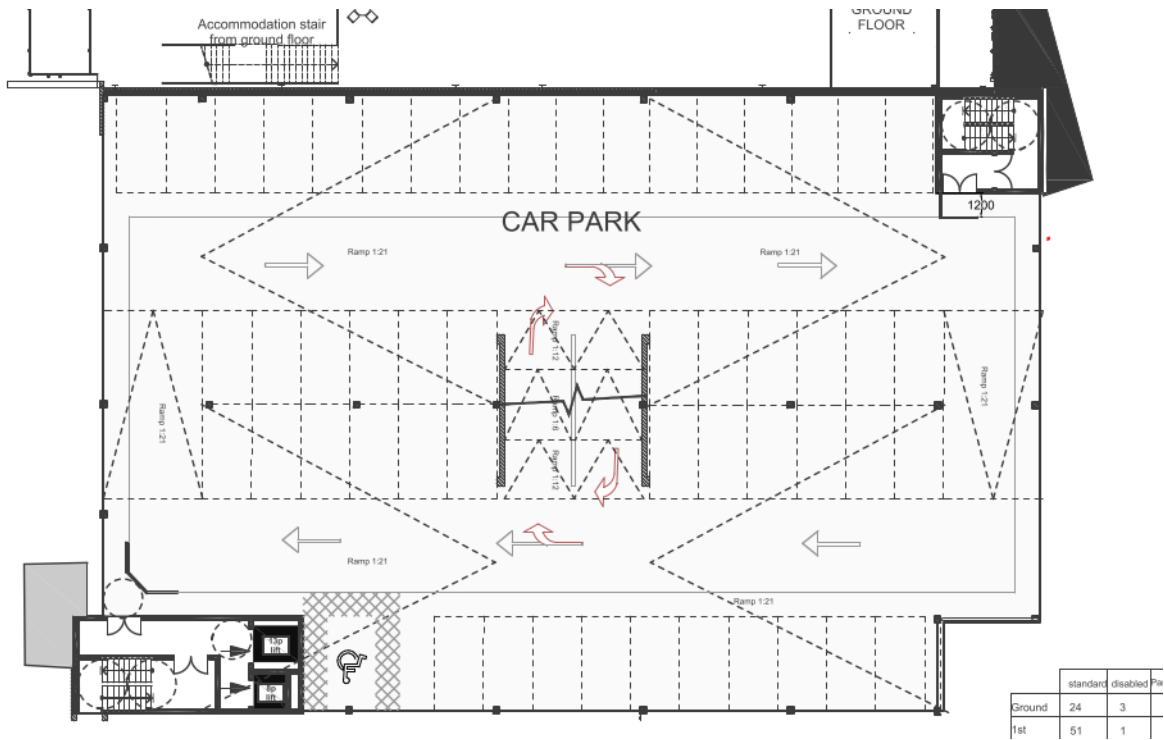 Accommodation stair
from ground floor
GROUND
FLOOR
CAR PARK
1200
Ramp 1:21
Ramp 1:21
Ramp 1:12
Ramp 1:21
Ramp 1:21
Ramp 1:6
Ramp 1:12
Ramp 1:21
Ramp 1:21
13p
lift
8p
lift
standard disabled
Ground 24 3
1st 51 1